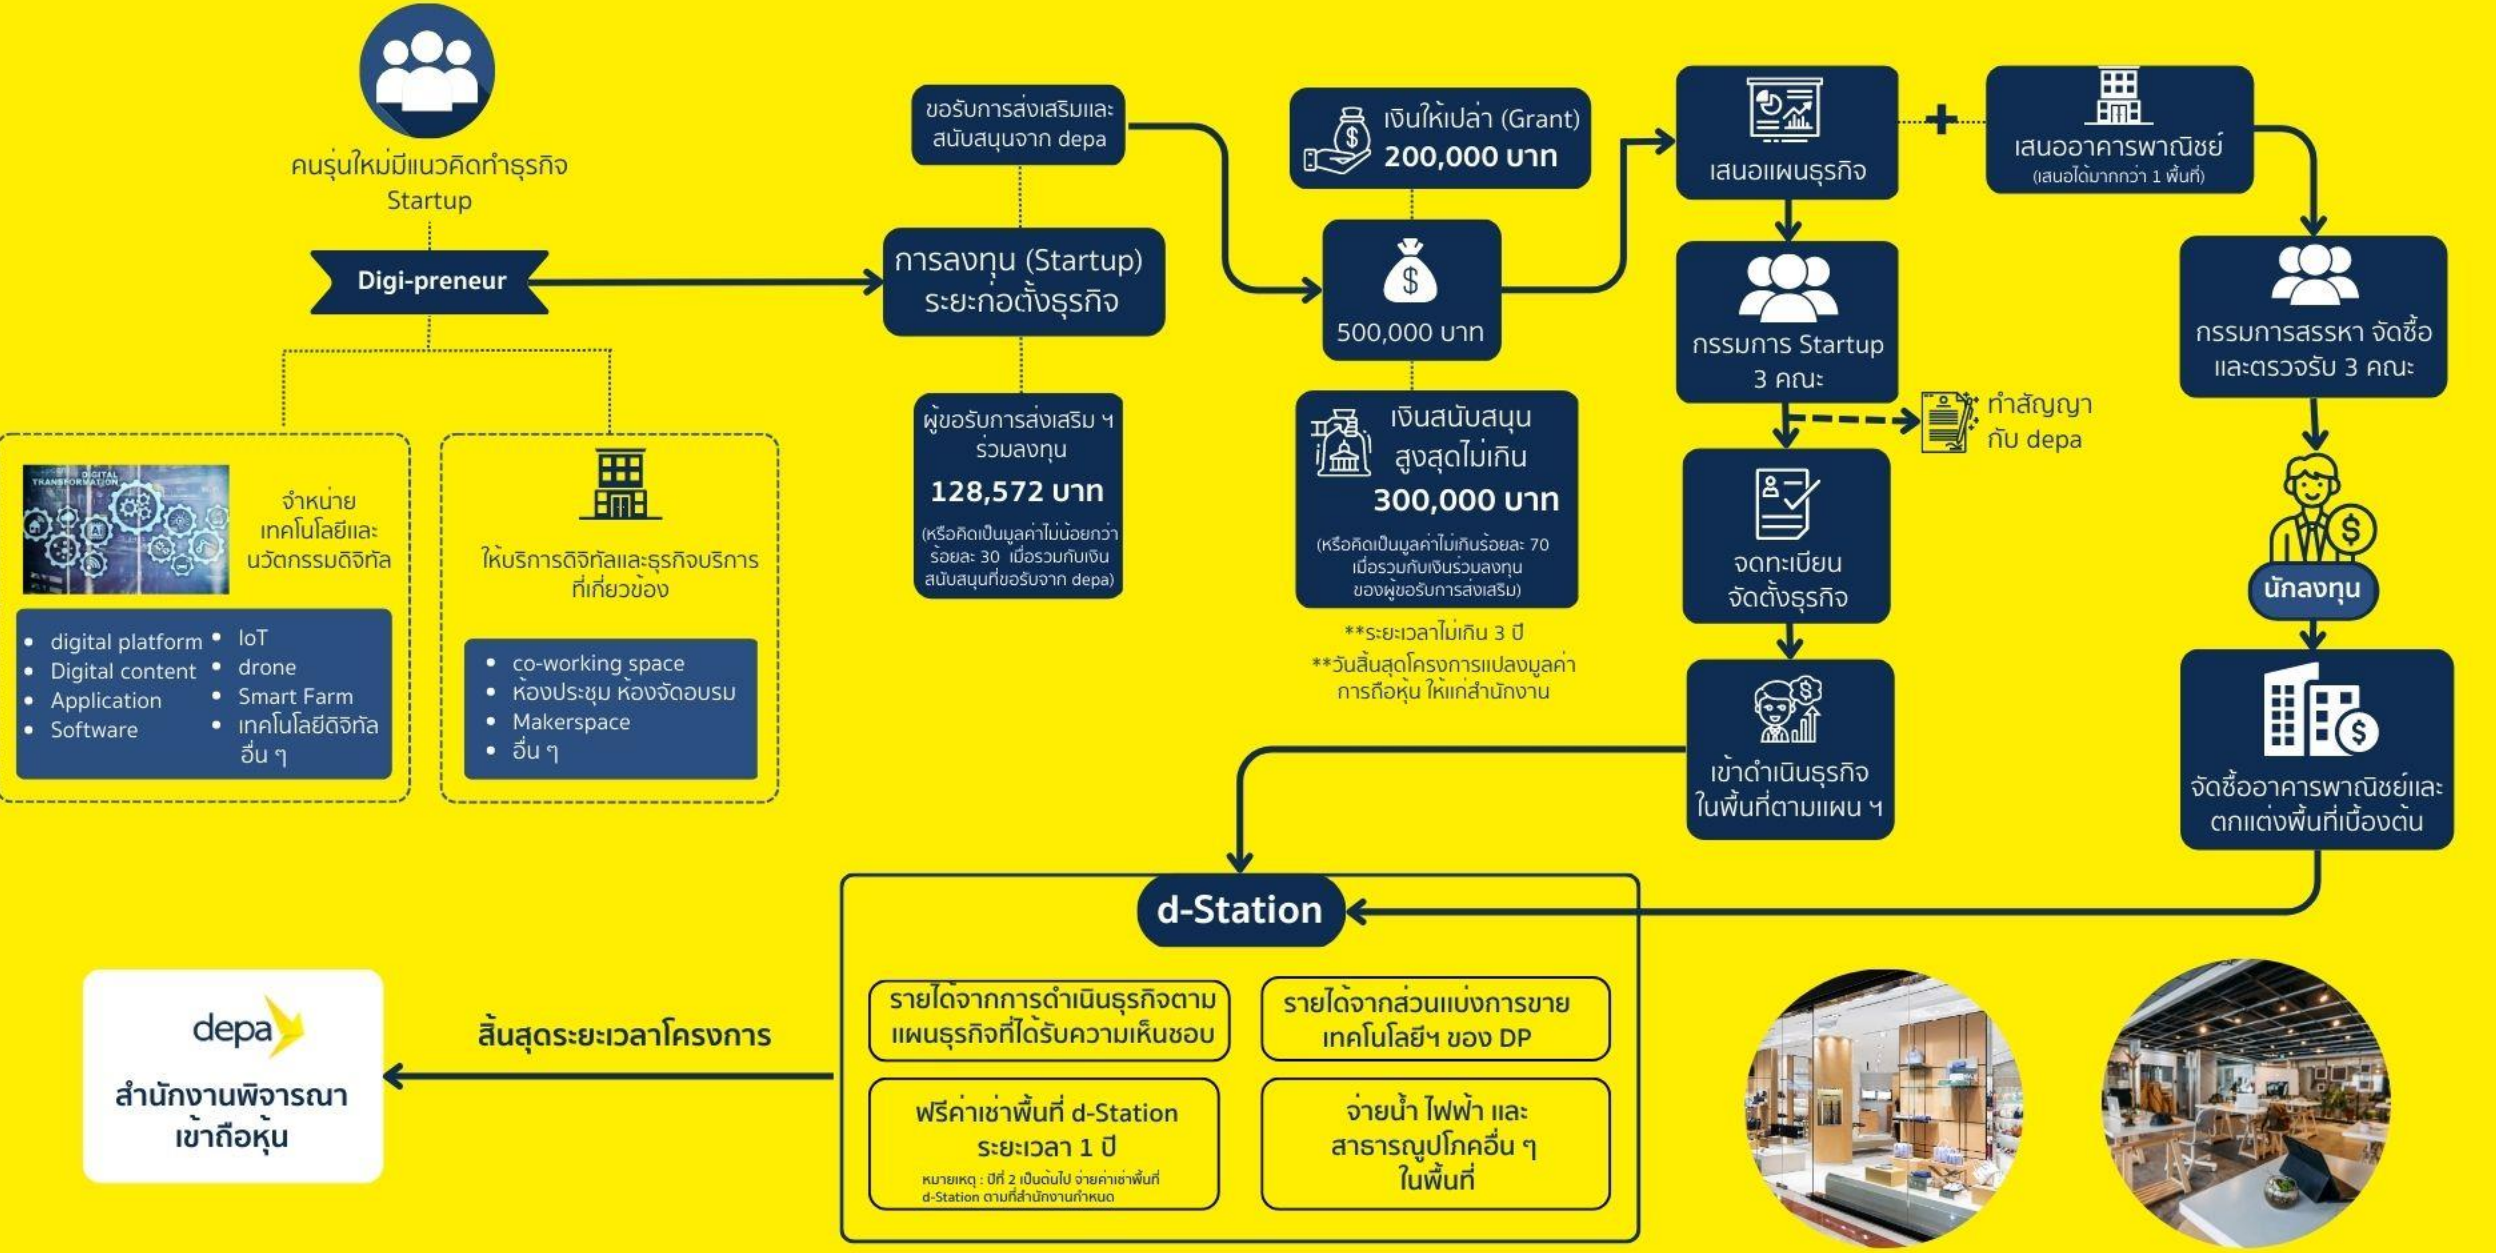 คนรุ่นใหม่มีแนวคิดทำธุรกิจ
Startup
Digi-preneur
DIGITAL
TRANSFORMATION
AI
จำหน่าย
เทคโนโลยีและ
นวัตกรรมดิจิทัล
digital platform
Digital content
Application
Software
IoT
drone
Smart Farm
เทคโนโลยีดิจิทัล
อื่น ๆ
ให้บริการดิจิทัลและธุรกิจบริการ
ที่เกี่ยวข้อง
co-working space
ห้องประชุม ห้องจัดอบรม
Makerspace
อื่น ๆ
ขอรับการส่งเสริมและ
สนับสนุนจาก depa
การลงทุน (Startup)
ระยะก่อตั้งธุรกิจ
ผู้ขอรับการส่งเสริม ฯ
ร่วมลงทุน
128,572 บาท
(หรือคิดเป็นมูลค่าไม่น้อยกว่า
ร้อยละ 30 เมื่อรวมกับเงิน
สนับสนุนที่ขอรับจาก depa)
เงินให้เปล่า (Grant)
200,000 บาท
500,000 บาท
เงินสนับสนุน
สูงสุดไม่เกิน
300,000 บาท
(หรือคิดเป็นมูลค่าไม่เกินร้อยละ 70
เมื่อรวมกับเงินร่วมลงทุน
ของผู้ขอรับการส่งเสริม)
**ระยะเวลาไม่เกิน 3 ปี
**วันสิ้นสุดโครงการแปลงมูลค่า
การถือหุ้น ให้แก่สำนักงาน
เสนอแผนธุรกิจ
+
เสนออาคารพาณิชย์
(เสนอได้มากกว่า 1 พื้นที่)
กรรมการ Startup
3 คณะ
ทำสัญญา
กับ depa
จดทะเบียน
จัดตั้งธุรกิจ
เข้าดำเนินธุรกิจ
ในพื้นที่ตามแผน ฯ
กรรมการสรรหา จัดซื้อ
และตรวจรับ 3 คณะ
นักลงทุน
จัดซื้ออาคารพาณิชย์และ
ตกแต่งพื้นที่เบื้องต้น
d-Station
รายได้จากการดำเนินธุรกิจตาม
แผนธุรกิจที่ได้รับความเห็นชอบ
รายได้จากส่วนแบ่งการขาย
เทคโนโลยีฯ ของ DP
ฟรีค่าเช่าพื้นที่ d-Station
ระยะเวลา 1 ปี
หมายเหตุ : ปีที่ 2 เป็นต้นไป จ่ายค่าเช่าพื้นที่
d-Station ตามที่สำนักงานกำหนด
จ่ายน้ำ ไฟฟ้า และ
สาธารณูปโภคอื่น ๆ
ในพื้นที่
สิ้นสุดระยะเวลาโครงการ
depa
สำนักงานพิจารณา
เข้าถือหุ้น